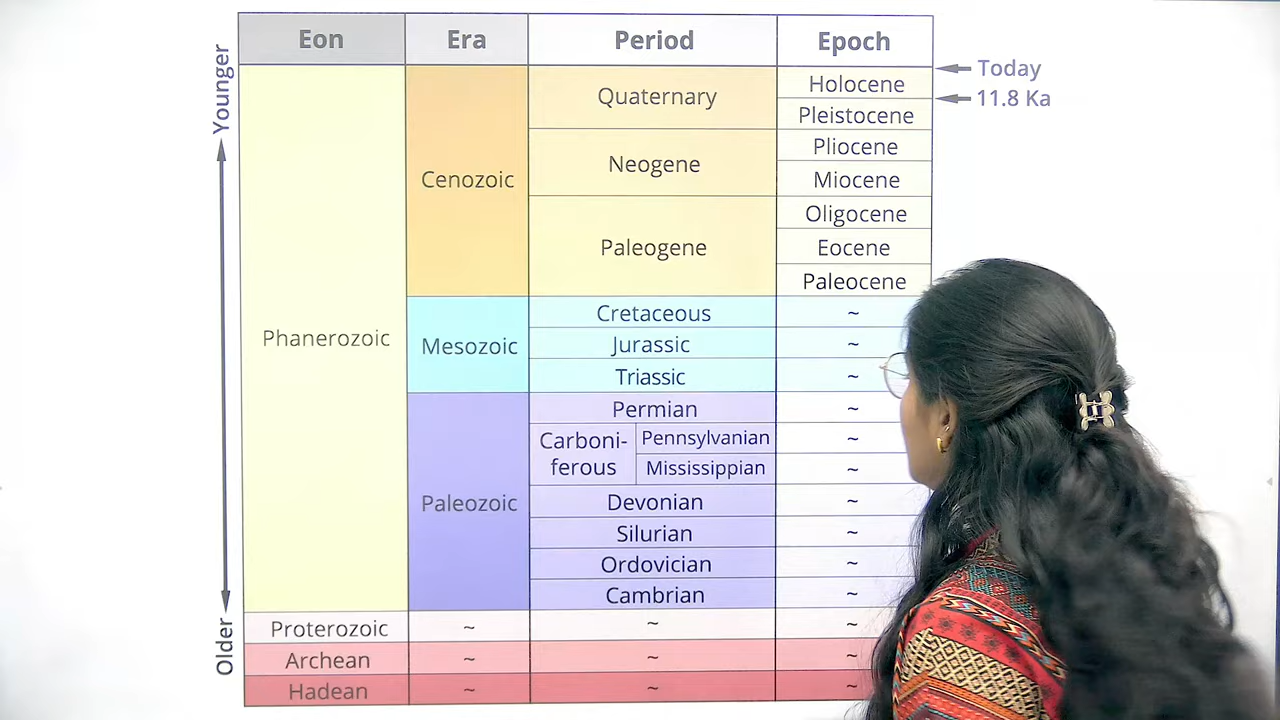 Eon Era Period Epoch
Younger
Older
Today
11.8 Ka
Phanerozoic
Cenozoic
Quaternary
Holocene
Pleistocene
Neogene
Pliocene
Miocene
Paleogene
Oligocene
Eocene
Paleocene
Mesozoic
Cretaceous ~
Jurassic ~
Triassic ~
Paleozoic
Permian ~
Carboni-
ferous
Pennsylvanian ~
Mississippian ~
Devonian ~
Silurian ~
Ordovician ~
Cambrian ~
Proterozoic ~ ~ ~
Archean ~ ~ ~
Hadean ~ ~ ~